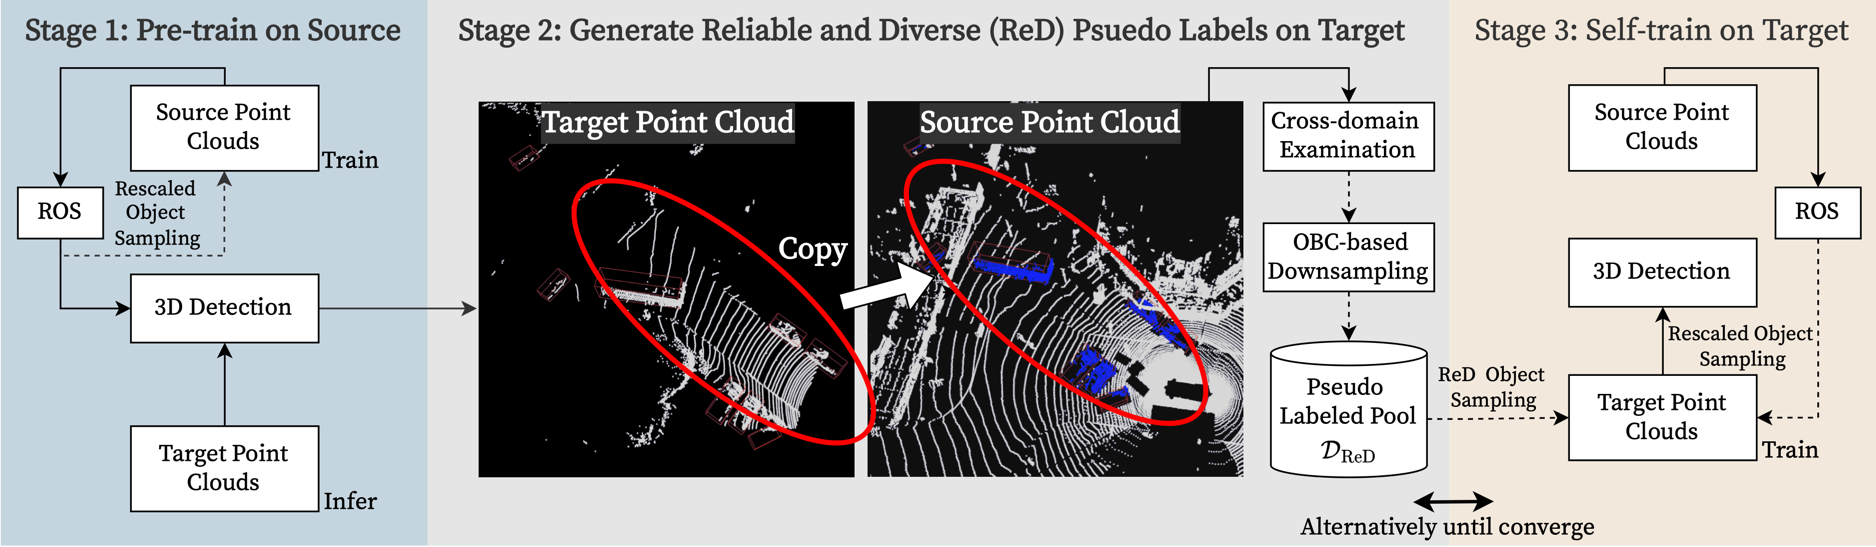 Stage 1: Pre-train on Source
Source Point
Clouds
Train
ROS
Rescaled
Object
Sampling
3D Detection
Target Point
Clouds
Infer
Stage 2: Generate Reliable and Diverse (ReD) Psuedo Labels on Target
Target Point Cloud
Copy
Source Point Cloud
Cross-domain
Examination
OBC-based
Downsampling
Pseudo
Labeled Pool
𝒟ReD
ReD Object
Sampling
Alternatively until converge
Stage 3: Self-train on Target
Source Point
Clouds
ROS
3D Detection
Rescaled Object
Sampling
Target Point
Clouds
Train